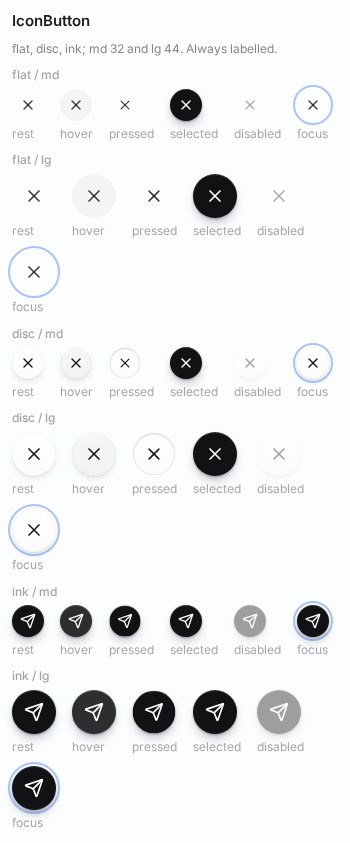 IconButton
flat, disc, ink; md 32 and lg 44. Always labelled.
flat / md
rest hover pressed selected disabled focus
flat / lg
rest hover pressed selected disabled
focus
disc / md
rest hover pressed selected disabled focus
disc / lg
rest hover pressed selected disabled
focus
ink / md
rest hover pressed selected disabled focus
ink / lg
rest hover pressed selected disabled
focus